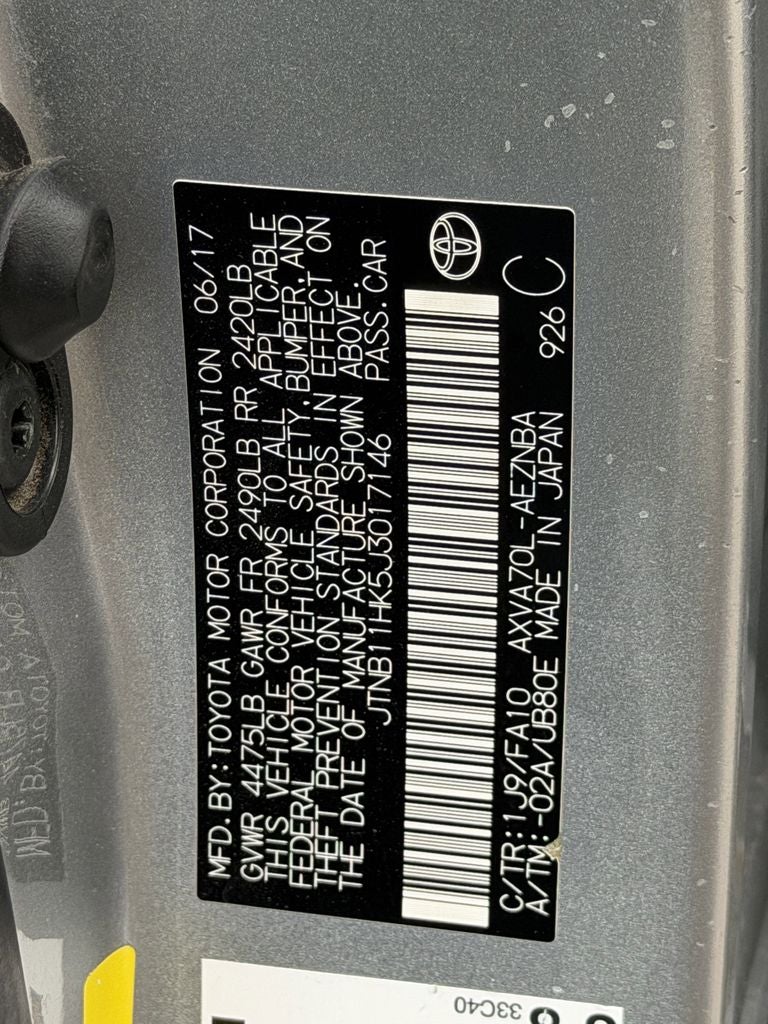 MFD.BY:TOYOTA MOTOR CORPORATION 06/17
GVWR 4475LB GAWR FR 2490LB RR 2420LB
THIS VEHICLE CONFORMS TO ALL APPLICABLE
FEDERAL MOTOR VEHICLE SAFETY,BUMPER,AND
THEFT PREVENTION STANDARDS IN EFFECT ON
THE DATE OF MANUFACTURE SHOWN ABOVE.
JTNB11HK5J3017146 PASS.CAR
C/TR:1J9/FA10 AXVA70L-AEZNBA
A/TM:-02A/UB80E MADE IN JAPAN 926 C
33C40